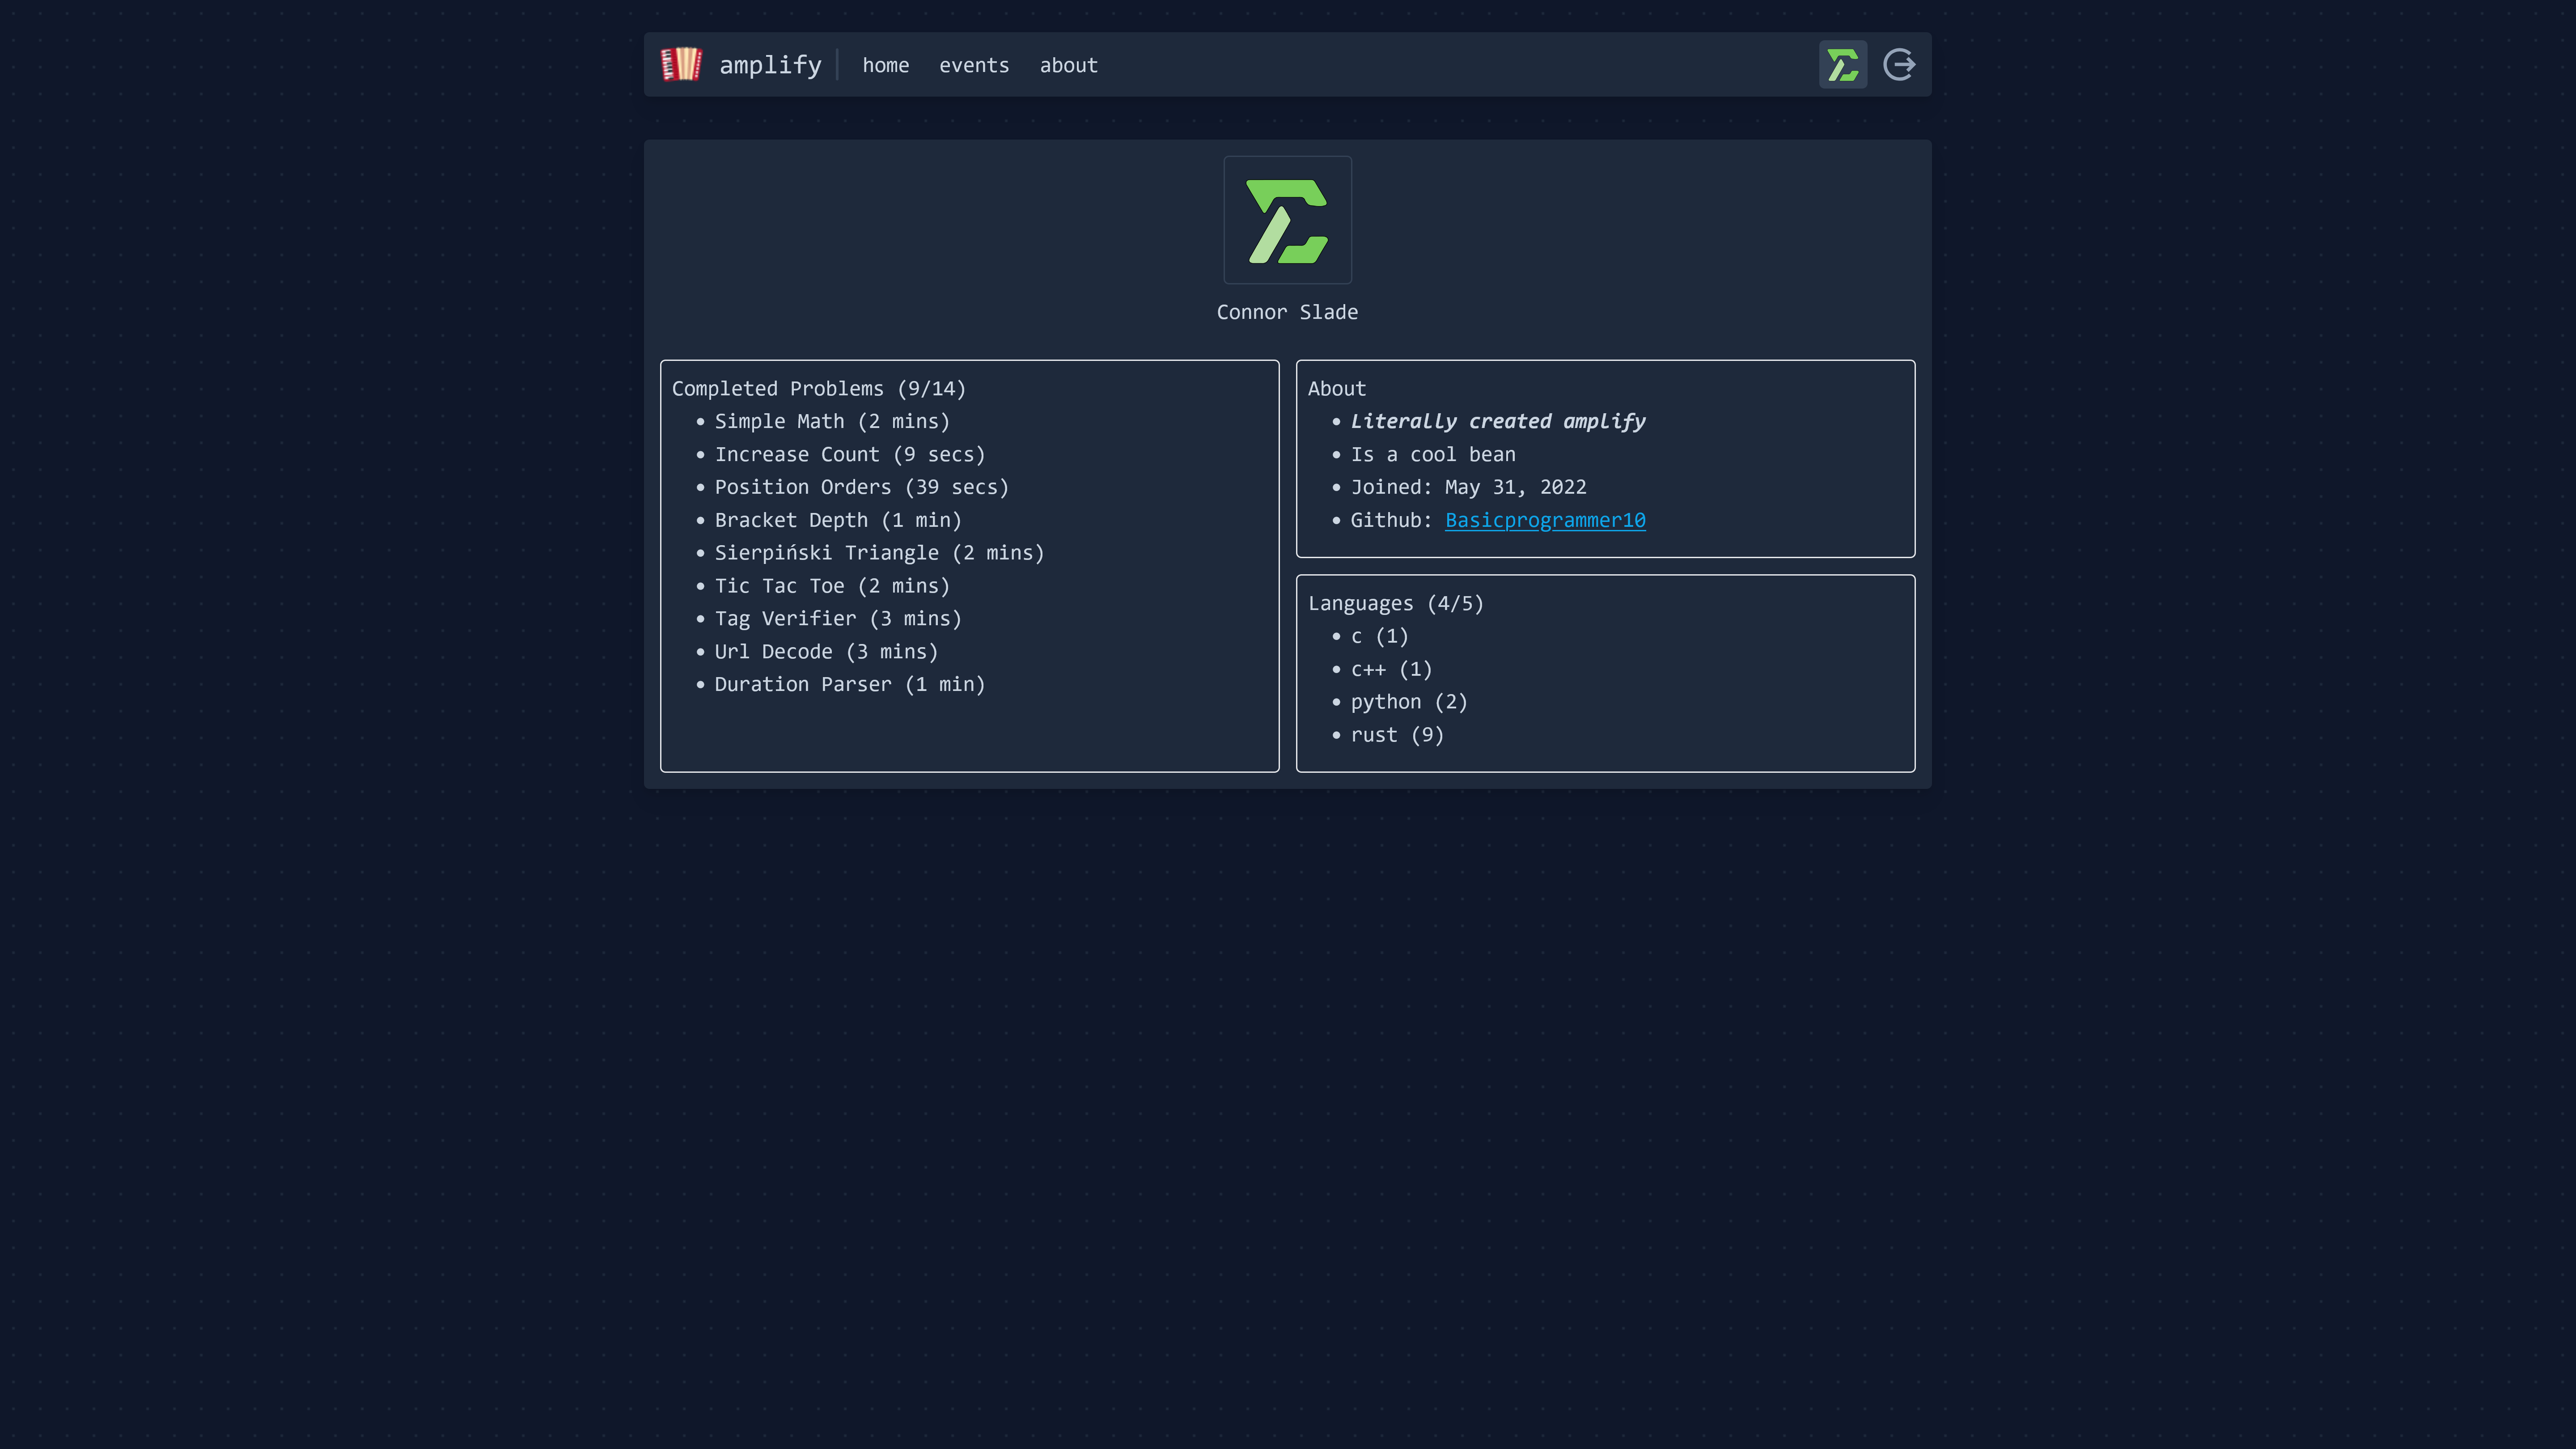 amplify home events about
Connor Slade
Completed Problems (9/14)
• Simple Math (2 mins)
• Increase Count (9 secs)
• Position Orders (39 secs)
• Bracket Depth (1 min)
• Sierpiński Triangle (2 mins)
• Tic Tac Toe (2 mins)
• Tag Verifier (3 mins)
• Url Decode (3 mins)
• Duration Parser (1 min)
About
• Literally created amplify
• Is a cool bean
• Joined: May 31, 2022
• Github: Basicprogrammer10
Languages (4/5)
• c (1)
• c++ (1)
• python (2)
• rust (9)